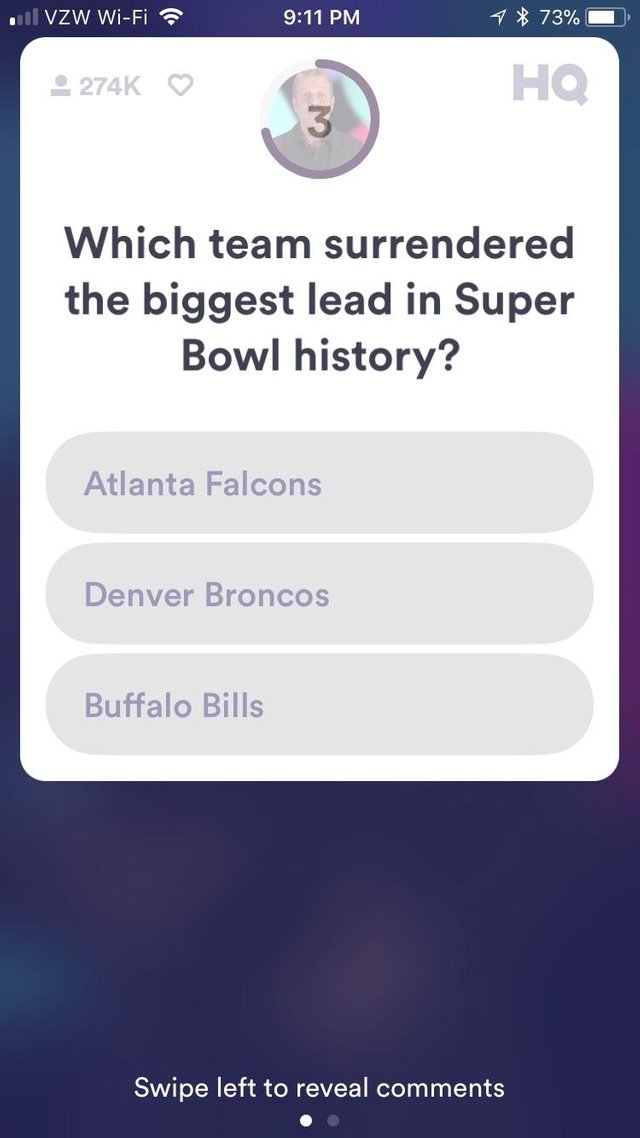 VZW Wi-Fi 9:11 PM 73%
274K 3 HQ
Which team surrendered
the biggest lead in Super
Bowl history?
Atlanta Falcons
Denver Broncos
Buffalo Bills
Swipe left to reveal comments